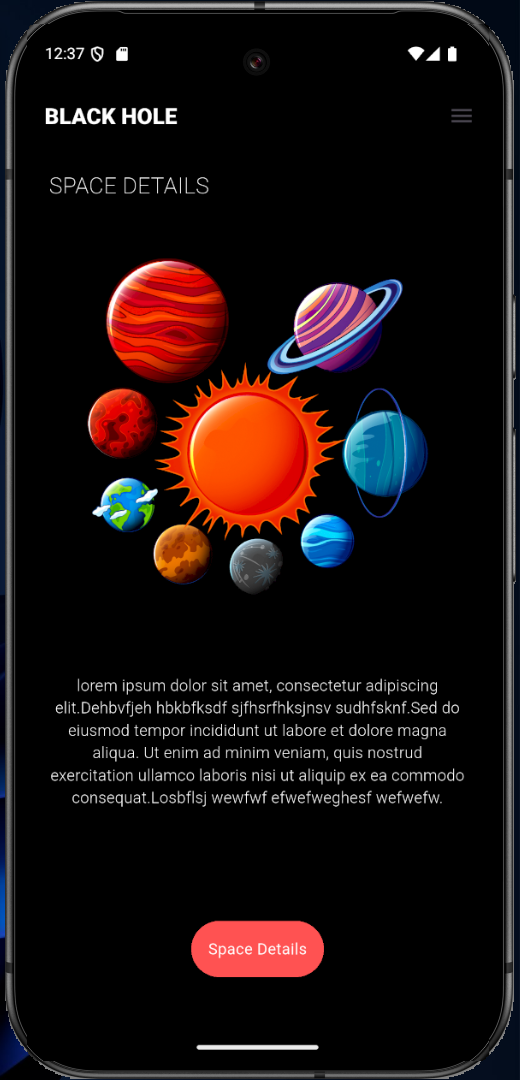 12:37
BLACK HOLE
SPACE DETAILS
lorem ipsum dolor sit amet, consectetur adipiscing
elit.Dehbvfjeh hbkbfksdf sjfhsrfhksjnsv sudhfsknf.Sed do
eiusmod tempor incididunt ut labore et dolore magna
aliqua. Ut enim ad minim veniam, quis nostrud
exercitation ullamco laboris nisi ut aliquip ex ea commodo
consequat.Losbflsj wewfwf efwefweghesf wefwefw.
Space Details